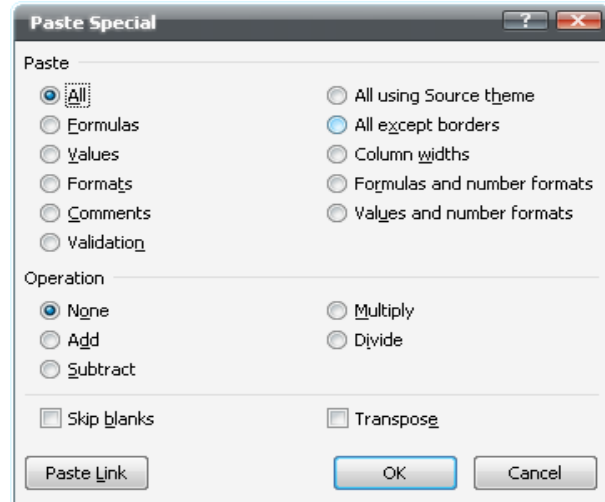 Paste Special
Paste
All
All using Source theme
Formulas
All except borders
Values
Column widths
Formats
Formulas and number formats
Comments
Values and number formats
Validation
Operation
None
Multiply
Add
Divide
Subtract
Skip blanks
Transpose
Paste Link
OK
Cancel